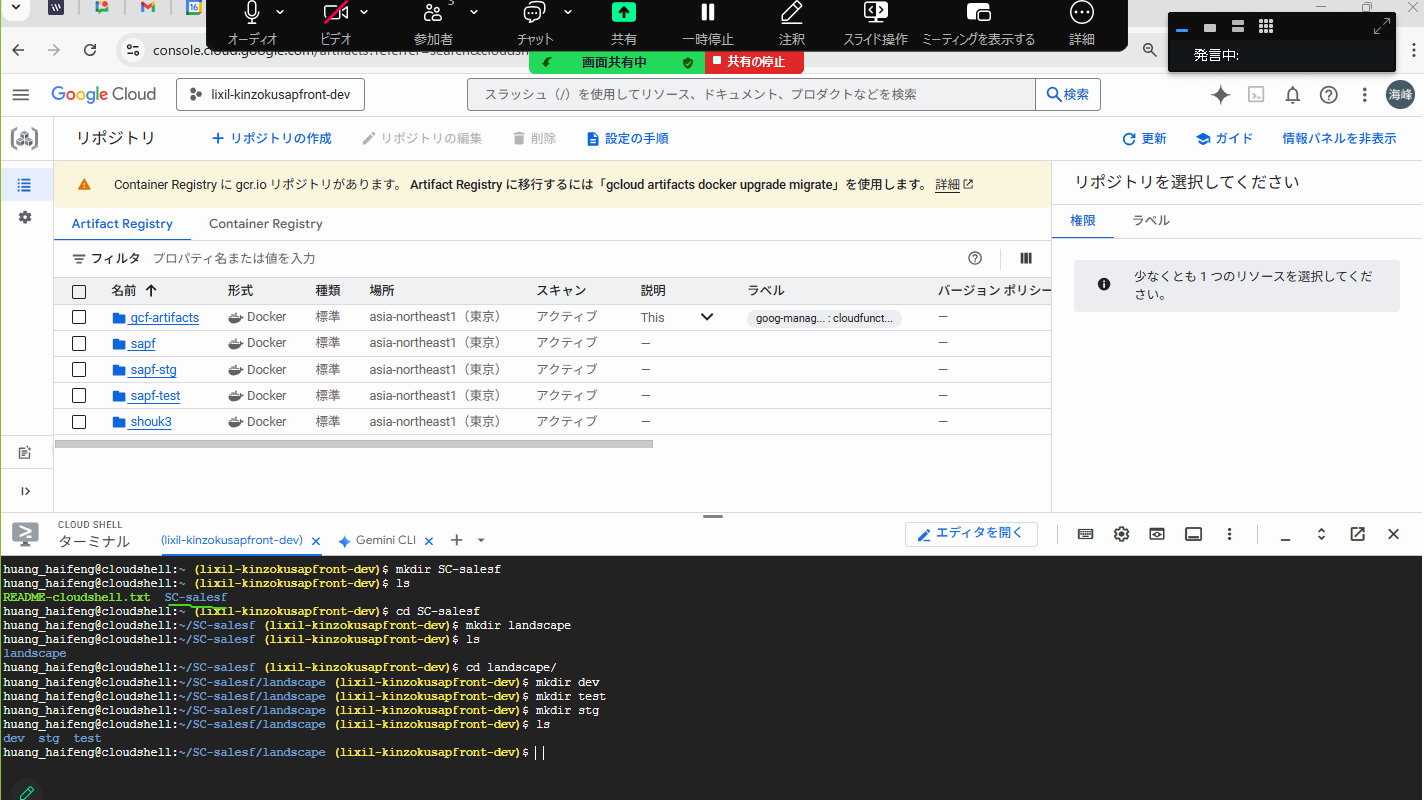 オーディオ
ビデオ
3
参加者
チャット
共有
一時停止
注釈
スライド操作
ミーティングを表示する
詳細
発言中:
画面共有中
共有の停止
Google Cloud
lixil-kinzokusapfront-dev
スラッシュ（/）を使用してリソース、ドキュメント、プロダクトなどを検索
検索
海峰
リポジトリ
リポジトリの作成
リポジトリの編集
削除
設定の手順
更新
ガイド
情報パネルを非表示
Container Registry に gcr.io リポジトリがあります。 Artifact Registry に移行するには「gcloud artifacts docker upgrade migrate」を使用します。 詳細
リポジトリを選択してください
Artifact Registry Container Registry
権限 ラベル
フィルタ プロパティ名または値を入力
少なくとも 1 つのリソースを選択してください。
名前 形式 種類 場所 スキャン 説明 ラベル バージョン ポリシー
gcf-artifacts Docker 標準 asia-northeast1（東京） アクティブ This goog-manag... : cloudfunct... —
sapf Docker 標準 asia-northeast1（東京） アクティブ — —
sapf-stg Docker 標準 asia-northeast1（東京） アクティブ — —
sapf-test Docker 標準 asia-northeast1（東京） アクティブ — —
shouk3 Docker 標準 asia-northeast1（東京） アクティブ — —
CLOUD SHELL
ターミナル (lixil-kinzokusapfront-dev) Gemini CLI エディタを開く
huang_haifeng@cloudshell:~ (lixil-kinzokusapfront-dev)$ mkdir SC-salesf
huang_haifeng@cloudshell:~ (lixil-kinzokusapfront-dev)$ ls
README-cloudshell.txt SC-salesf
huang_haifeng@cloudshell:~ (lixil-kinzokusapfront-dev)$ cd SC-salesf
huang_haifeng@cloudshell:~/SC-salesf (lixil-kinzokusapfront-dev)$ mkdir landscape
huang_haifeng@cloudshell:~/SC-salesf (lixil-kinzokusapfront-dev)$ ls
landscape
huang_haifeng@cloudshell:~/SC-salesf (lixil-kinzokusapfront-dev)$ cd landscape/
huang_haifeng@cloudshell:~/SC-salesf/landscape (lixil-kinzokusapfront-dev)$ mkdir dev
huang_haifeng@cloudshell:~/SC-salesf/landscape (lixil-kinzokusapfront-dev)$ mkdir test
huang_haifeng@cloudshell:~/SC-salesf/landscape (lixil-kinzokusapfront-dev)$ mkdir stg
huang_haifeng@cloudshell:~/SC-salesf/landscape (lixil-kinzokusapfront-dev)$ ls
dev stg test
huang_haifeng@cloudshell:~/SC-salesf/landscape (lixil-kinzokusapfront-dev)$